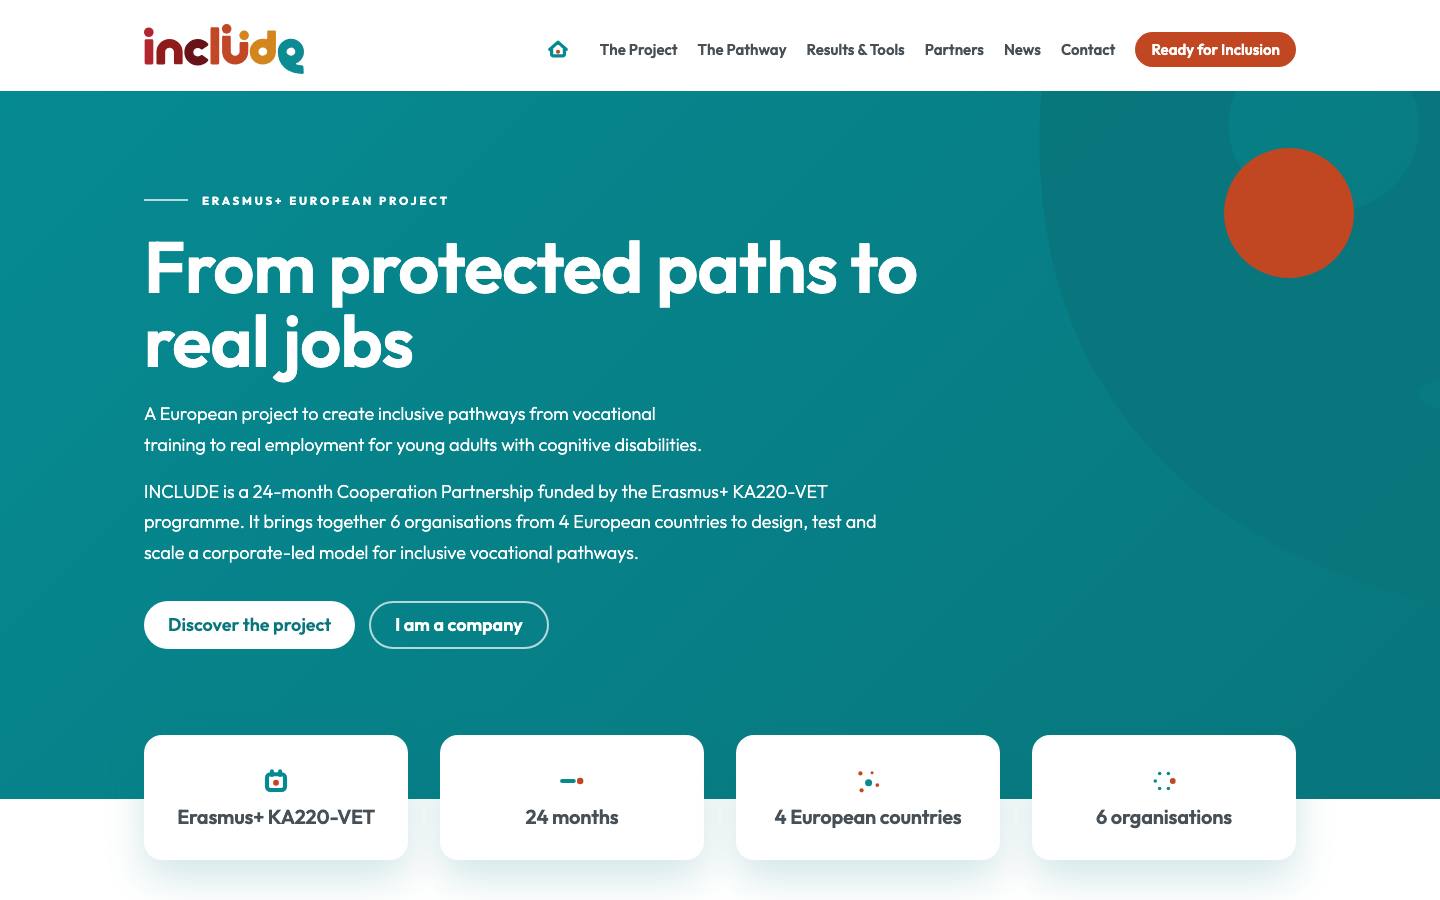 include
The Project
The Pathway
Results & Tools
Partners
News
Contact
Ready for Inclusion
ERASMUS+ EUROPEAN PROJECT
From protected paths to
real jobs
A European project to create inclusive pathways from vocational
training to real employment for young adults with cognitive disabilities.
INCLUDE is a 24-month Cooperation Partnership funded by the Erasmus+ KA220-VET
programme. It brings together 6 organisations from 4 European countries to design, test and
scale a corporate-led model for inclusive vocational pathways.
Discover the project
I am a company
Erasmus+ KA220-VET
24 months
4 European countries
6 organisations